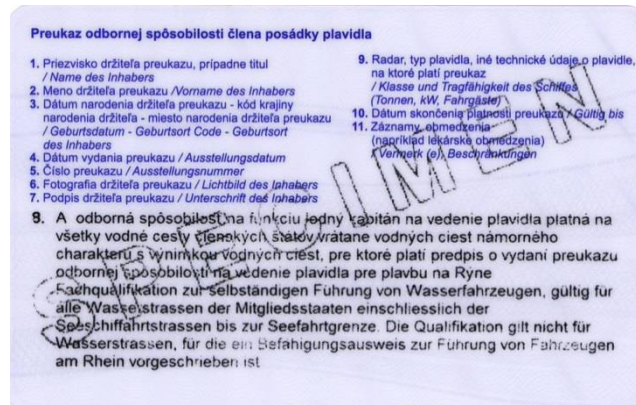 Preukaz odbornej spôsobilosti člena posádky plavidla
1. Priezvisko držiteľa preukazu, prípadne titul
/ Name des Inhabers
2. Meno držiteľa preukazu /Vorname des Inhabers
3. Dátum narodenia držiteľa preukazu - kód krajiny
narodenia držiteľa - miesto narodenia držiteľa preukazu
/ Geburtsdatum - Geburtsort Code - Geburtsort
des Inhabers
4. Dátum vydania preukazu / Ausstellungsdatum
5. Číslo preukazu / Ausstellungsnummer
6. Fotografia držiteľa preukazu / Lichtbild des Inhabers
7. Podpis držiteľa preukazu / Unterschrift des Inhabers
9. Radar, typ plavidla, iné technické údaje o plavidle,
na ktoré platí preukaz
/ Klasse und Tragfähigkeit des Schiffes
(Tonnen, kW, Fahrgäste)
10. Dátum skončenia platnosti preukazu / Gültig bis
11. Záznamy, obmedzenia
(napríklad lekárske obmedzenia)
/ Vermerk (e), Beschränkungen
8. A odborná spôsobilosť na funkciu lodný kapitán na vedenie plavidla platná na
všetky vodné cesty členských štátov vrátane vodných ciest námorného
charakteru s výnimkou vodných ciest, pre ktoré platí predpis o vydaní preukazu
odbornej spôsobilosti na vedenie plavidla pre plavbu na Rýne
Fachqualifikation zur selbständigen Führung von Wasserfahrzeugen, gültig für
alle Wasserstrassen der Mitgliedsstaaten einschliesslich der
Seeschiffahrtstrassen bis zur Seefahrtgrenze. Die Qualifikation gilt nicht für
Wasserstrassen, für die ein Befahigungsausweis zur Führung von Fahrzeugen
am Rhein vorgeschrieben ist
SPECIMEN